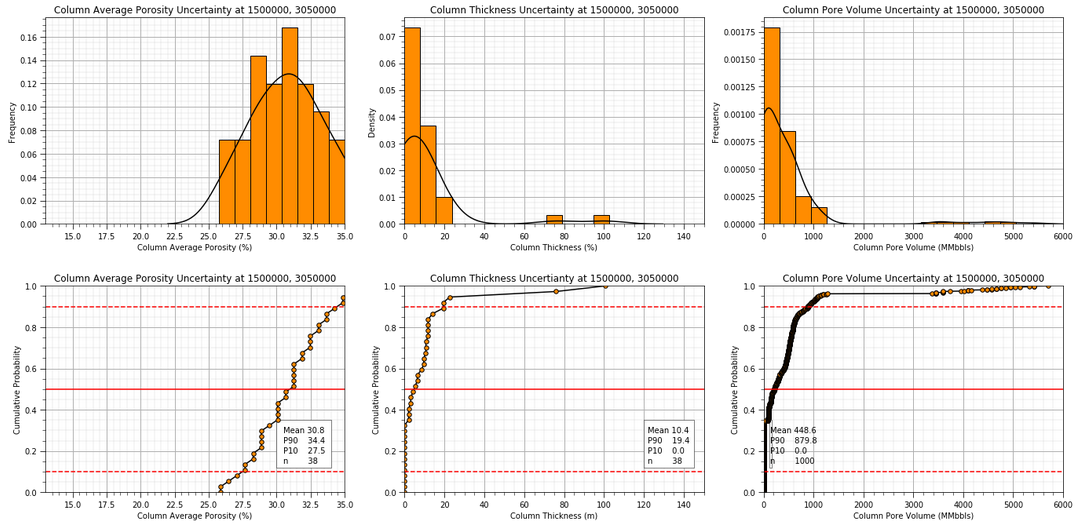 Column Average Porosity Uncertainty at 1500000, 3050000
Frequency
0.16
0.14
0.12
0.10
0.08
0.06
0.04
0.02
0.00
15.0 17.5 20.0 22.5 25.0 27.5 30.0 32.5 35.0
Column Average Porosity (%)
Column Thickness Uncertainty at 1500000, 3050000
Density
0.07
0.06
0.05
0.04
0.03
0.02
0.01
0.00
0 20 40 60 80 100 120 140
Column Thickness (%)
Column Pore Volume Uncertainty at 1500000, 3050000
Frequency
0.00175
0.00150
0.00125
0.00100
0.00075
0.00050
0.00025
0.00000
0 1000 2000 3000 4000 5000 6000
Column Pore Volume (MMbbls)
Column Average Porosity Uncertainty at 1500000, 3050000
Cumulative Probability
1.0
0.8
0.6
0.4
0.2
0.0
Mean 30.8
P90 34.4
P10 27.5
n 38
15.0 17.5 20.0 22.5 25.0 27.5 30.0 32.5 35.0
Column Average Porosity (%)
Column Thickness Uncertianty at 1500000, 3050000
Cumulative Probability
1.0
0.8
0.6
0.4
0.2
0.0
Mean 10.4
P90 19.4
P10 0.0
n 38
0 20 40 60 80 100 120 140
Column Thickness (m)
Column Pore Volume Uncertainty at 1500000, 3050000
Cumulative Probability
1.0
0.8
0.6
0.4
0.2
0.0
Mean 448.6
P90 879.8
P10 0.0
n 1000
0 1000 2000 3000 4000 5000 6000
Column Pore Volume (MMbbls)